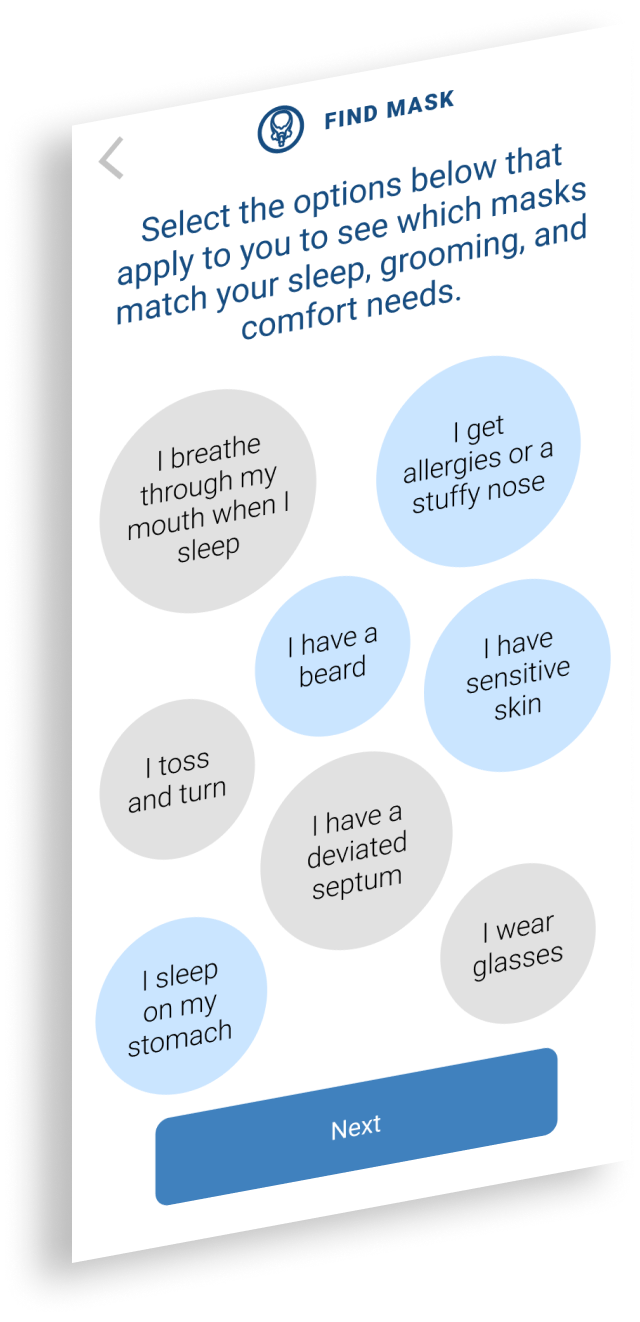 FIND MASK
Select the options below that
apply to you to see which masks
match your sleep, grooming, and
comfort needs.
I breathe
through my
mouth when I
sleep
I get
allergies or a
stuffy nose
I have a
beard
I have
sensitive
skin
I toss
and turn
I have a
deviated
septum
I wear
glasses
I sleep
on my
stomach
Next